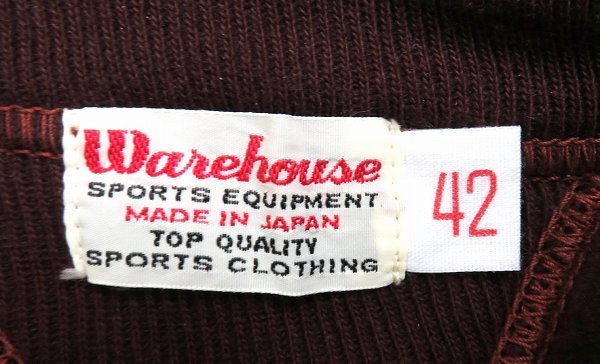 Warehouse
SPORTS EQUIPMENT
MADE IN JAPAN
TOP QUALITY
SPORTS CLOTHING
42